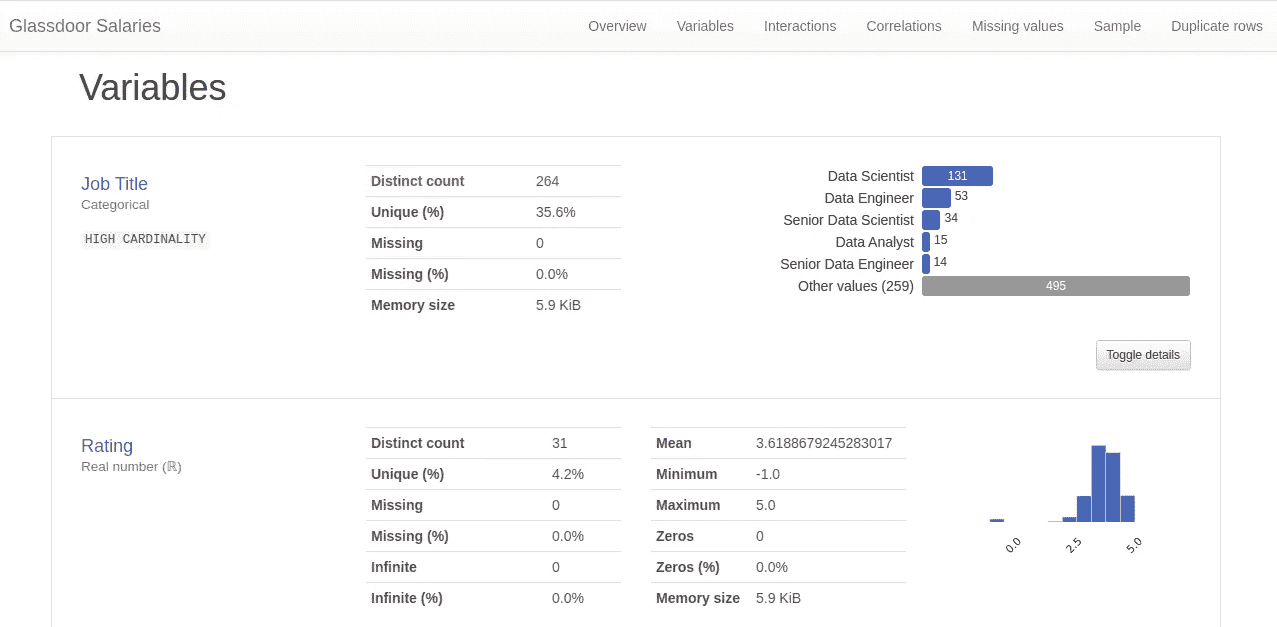 Glassdoor Salaries Overview Variables Interactions Correlations Missing values Sample Duplicate rows
Variables
Job Title
Categorical
HIGH CARDINALITY
Distinct count 264
Unique (%) 35.6%
Missing 0
Missing (%) 0.0%
Memory size 5.9 KiB
Data Scientist 131
Data Engineer 53
Senior Data Scientist 34
Data Analyst 15
Senior Data Engineer 14
Other values (259) 495
Toggle details
Rating
Real number (ℝ)
Distinct count 31
Unique (%) 4.2%
Missing 0
Missing (%) 0.0%
Infinite 0
Infinite (%) 0.0%
Mean 3.6188679245283017
Minimum -1.0
Maximum 5.0
Zeros 0
Zeros (%) 0.0%
Memory size 5.9 KiB
0.0 2.5 5.0